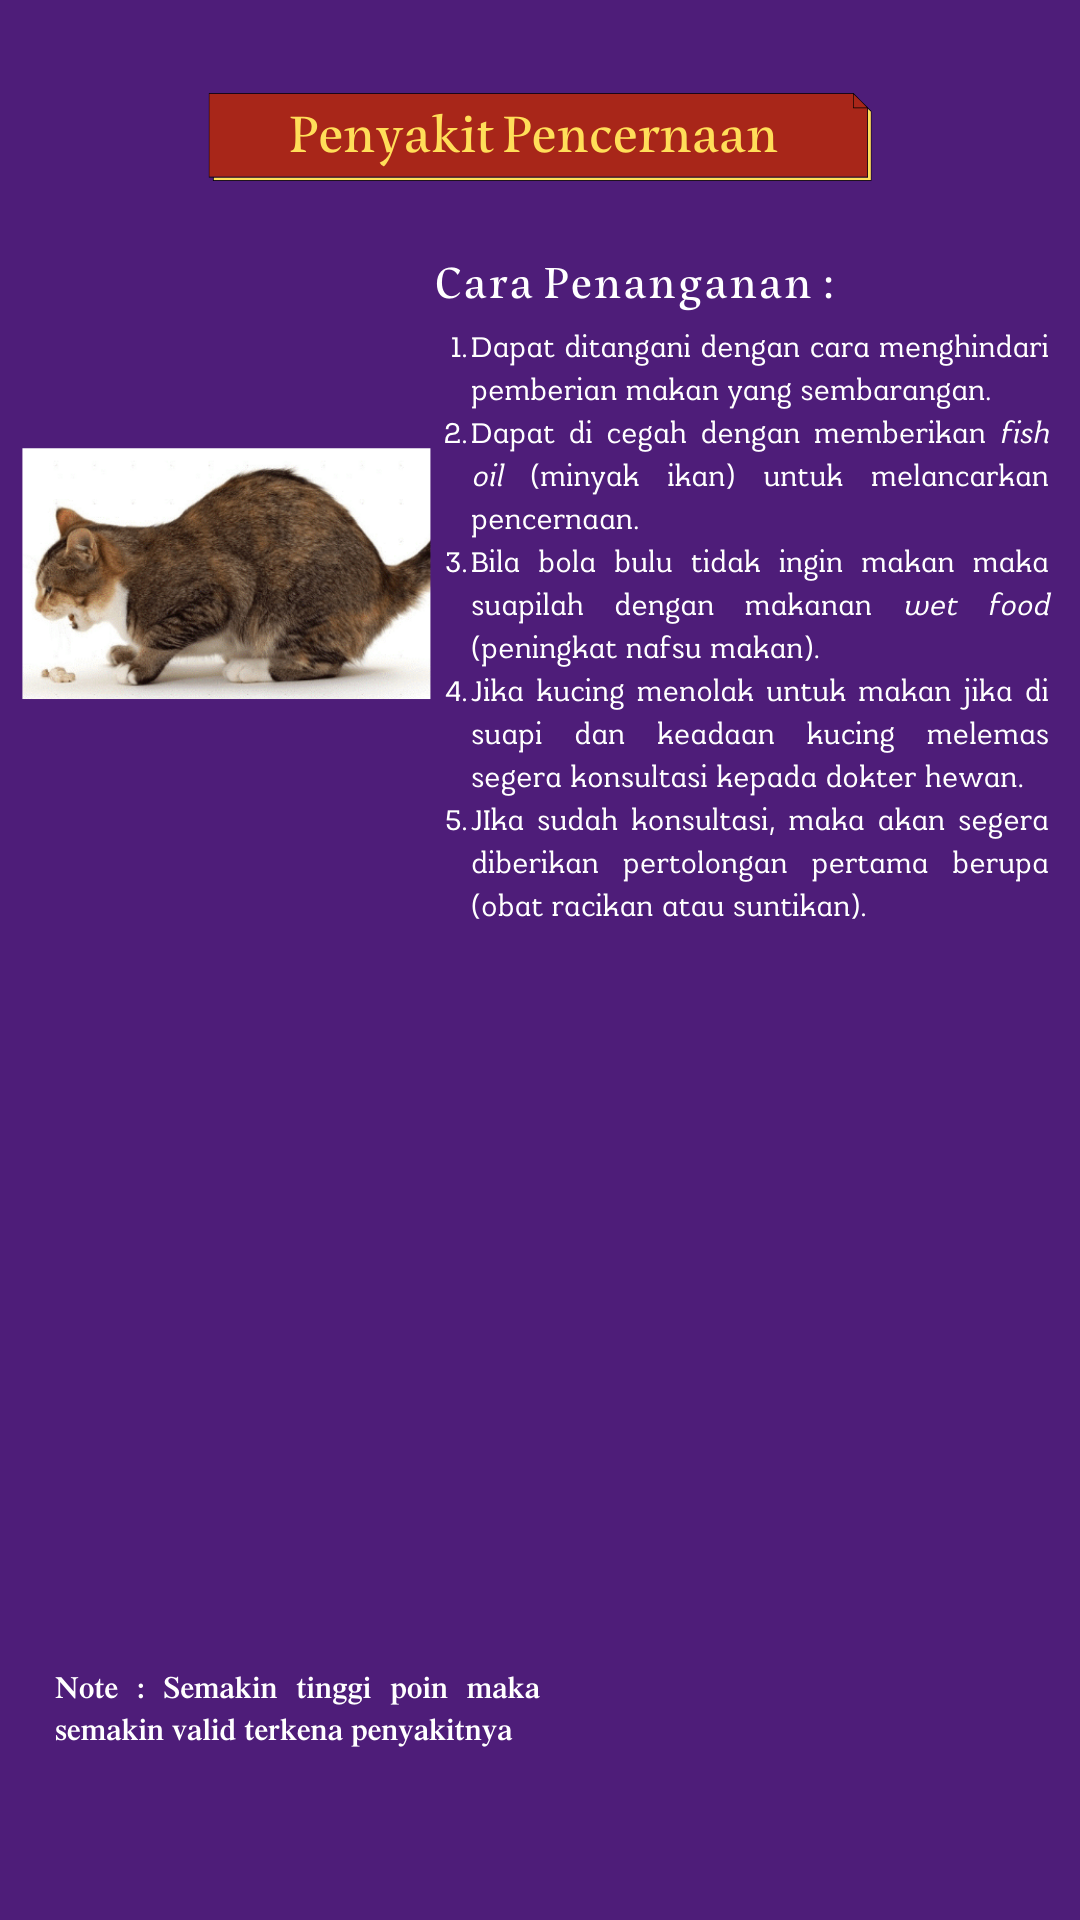 Penyakit Pencernaan
Cara Penanganan :
1. Dapat ditangani dengan cara menghindari
pemberian makan yang sembarangan.
2. Dapat di cegah dengan memberikan fish
oil (minyak ikan) untuk melancarkan
pencernaan.
3. Bila bola bulu tidak ingin makan maka
suapilah dengan makanan wet food
(peningkat nafsu makan).
4. Jika kucing menolak untuk makan jika di
suapi dan keadaan kucing melemas
segera konsultasi kepada dokter hewan.
5. JIka sudah konsultasi, maka akan segera
diberikan pertolongan pertama berupa
(obat racikan atau suntikan).
Note : Semakin tinggi poin maka
semakin valid terkena penyakitnya